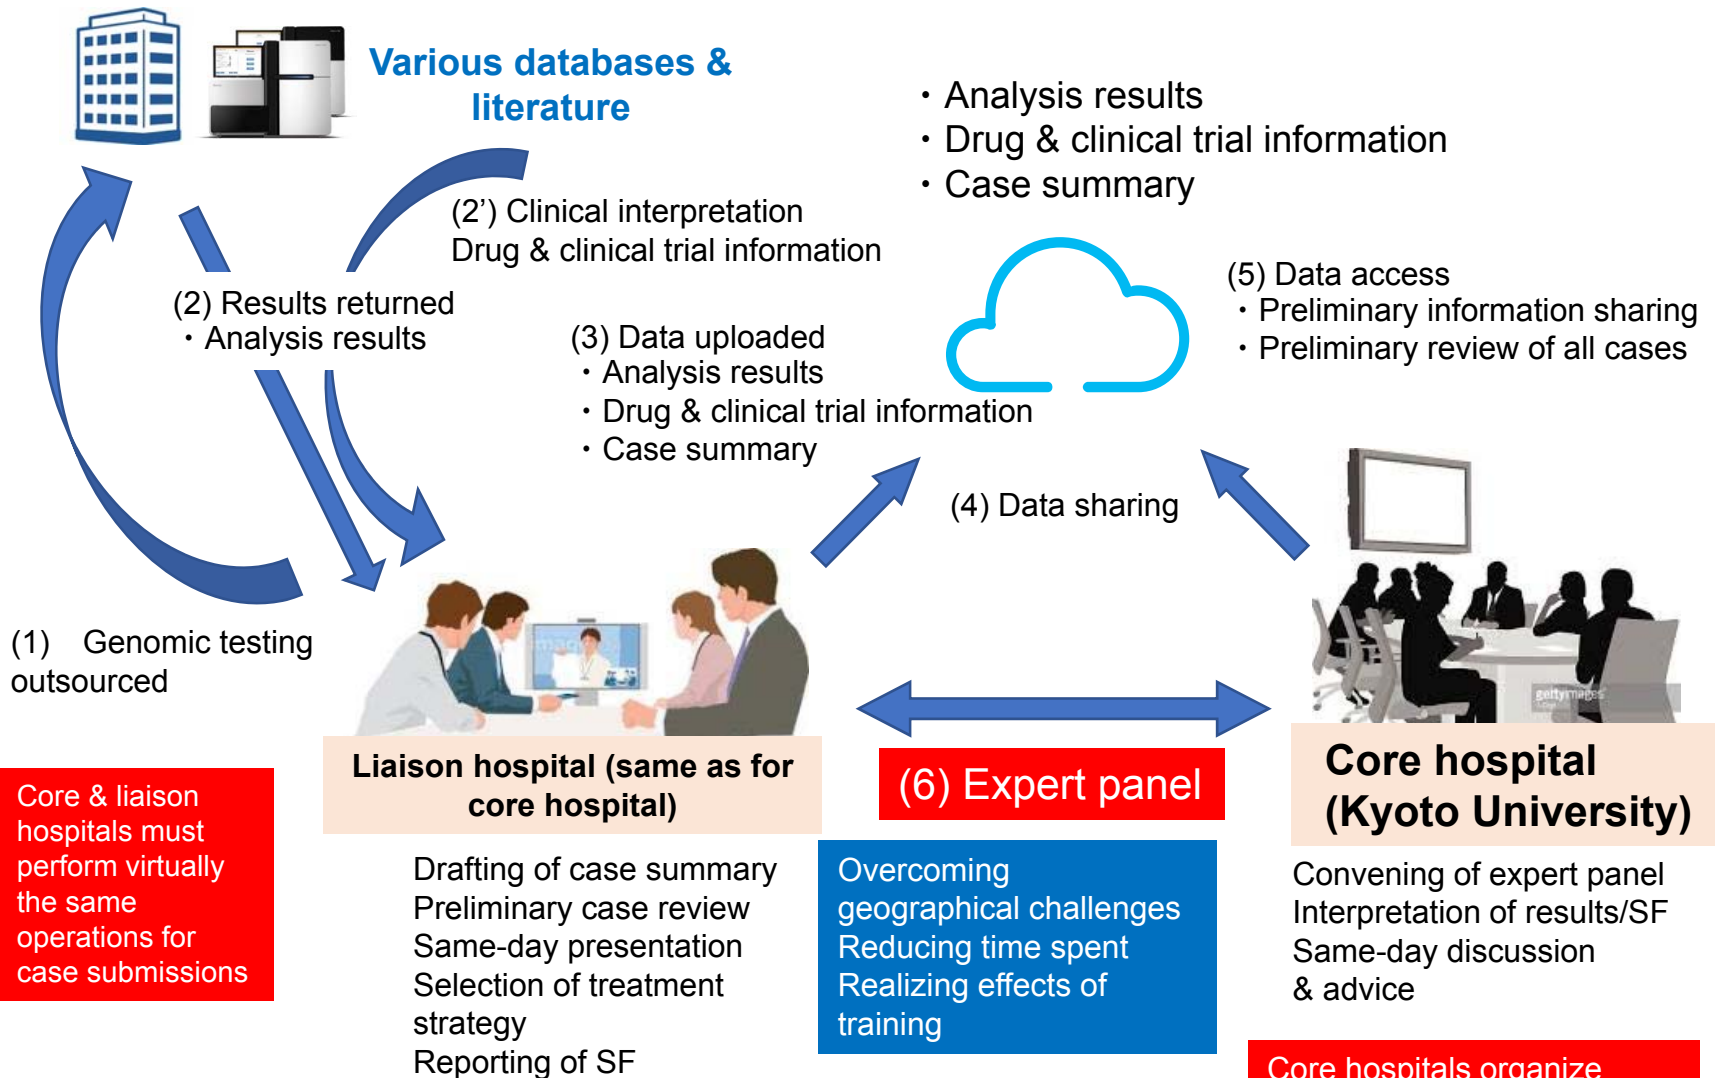 Various databases &
literature
・Analysis results
・Drug & clinical trial information
・Case summary
(2’) Clinical interpretation
Drug & clinical trial information
(2) Results returned
・Analysis results
(3) Data uploaded
・Analysis results
・Drug & clinical trial information
・Case summary
(5) Data access
・Preliminary information sharing
・Preliminary review of all cases
(4) Data sharing
(1) Genomic testing
outsourced
gettyimages
Liaison hospital (same as for
core hospital)
(6) Expert panel
Core hospital
(Kyoto University)
Core & liaison
hospitals must
perform virtually
the same
operations for
case submissions
Drafting of case summary
Preliminary case review
Same-day presentation
Selection of treatment
strategy
Reporting of SF
Overcoming
geographical challenges
Reducing time spent
Realizing effects of
training
Convening of expert panel
Interpretation of results/SF
Same-day discussion
& advice
Core hospitals organize